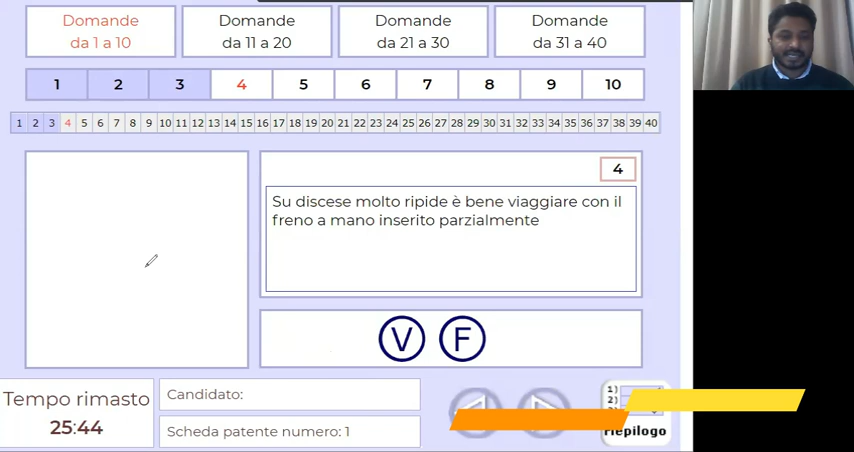 Domande
da 1 a 10
Domande
da 11 a 20
Domande
da 21 a 30
Domande
da 31 a 40
1 2 3 4 5 6 7 8 9 10
1 2 3 4 5 6 7 8 9 10 11 12 13 14 15 16 17 18 19 20 21 22 23 24 25 26 27 28 29 30 31 32 33 34 35 36 37 38 39 40
4
Su discese molto ripide è bene viaggiare con il
freno a mano inserito parzialmente
V F
Tempo rimasto
25:44
Candidato:
Scheda patente numero: 1
1)
2)
riepilogo